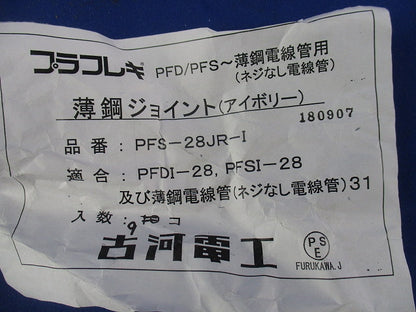 プラフレキ PFD/PFS～薄鋼電線管用
(ネジなし電線管)
薄鋼ジョイント(アイボリー)
180907
品番：PFS-28JR-I
適合：PFDI-28, PFSI-28
及び薄鋼電線管(ネジなし電線管)31
入数：9コ
古河電工
PS
E
FURUKAWA.J